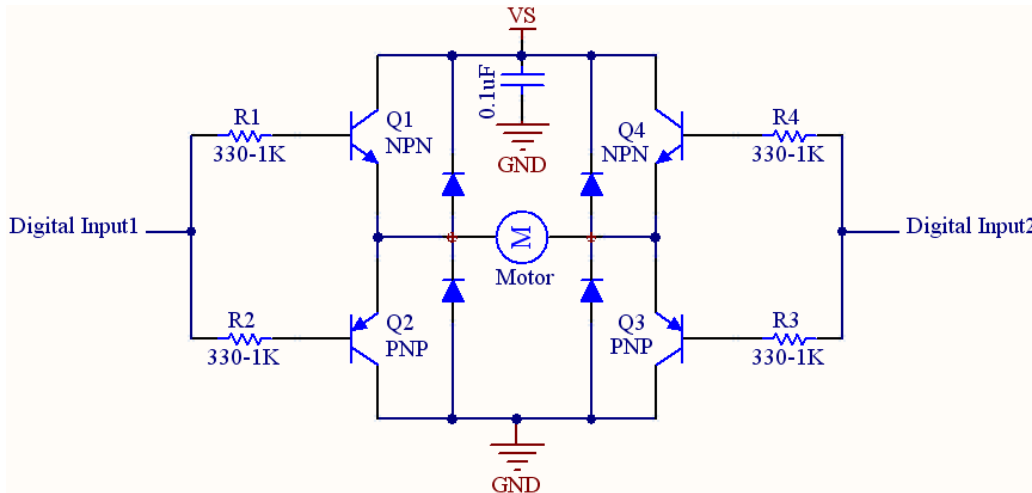 VS
0.1uF
GND
R1
330-1K
Q1
NPN
Q4
NPN
R4
330-1K
Digital Input1
M
Motor
Digital Input2
R2
330-1K
Q2
PNP
Q3
PNP
R3
330-1K
GND